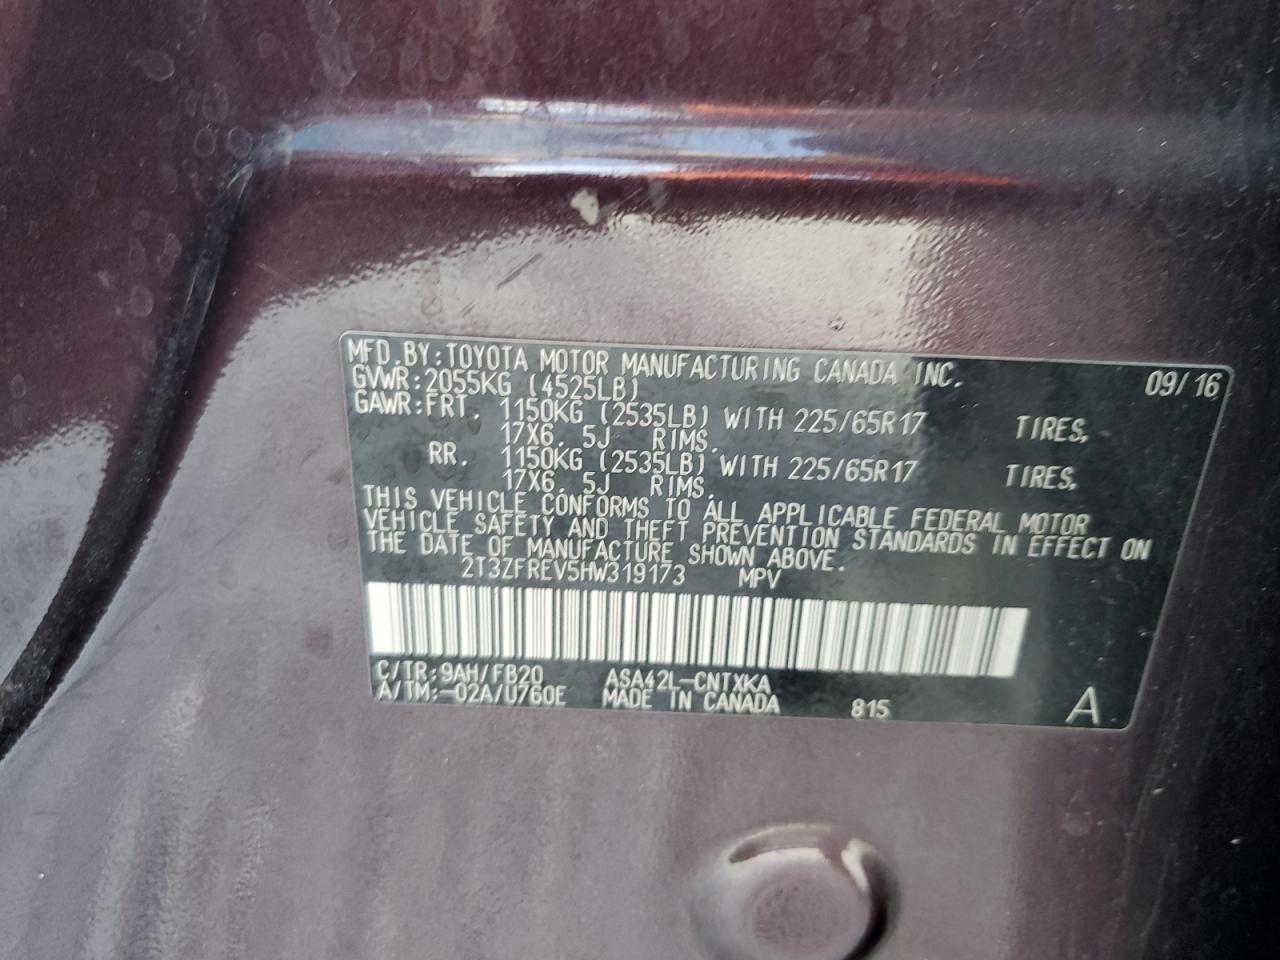 MFD.BY:TOYOTA MOTOR MANUFACTURING CANADA INC. 09/16
GVWR:2055KG (4525LB)
GAWR:FRT. 1150KG (2535LB) WITH 225/65R17 TIRES,
17X6.5J RIMS.
RR. 1150KG (2535LB) WITH 225/65R17 TIRES,
17X6.5J RIMS.
THIS VEHICLE CONFORMS TO ALL APPLICABLE FEDERAL MOTOR
VEHICLE SAFETY AND THEFT PREVENTION STANDARDS IN EFFECT ON
THE DATE OF MANUFACTURE SHOWN ABOVE.
2T3ZFREV5HW319173 MPV
C/TR:9AH/FB20 ASA42L-CNTXKA
A/TM:-02A/U760E MADE IN CANADA 815 A